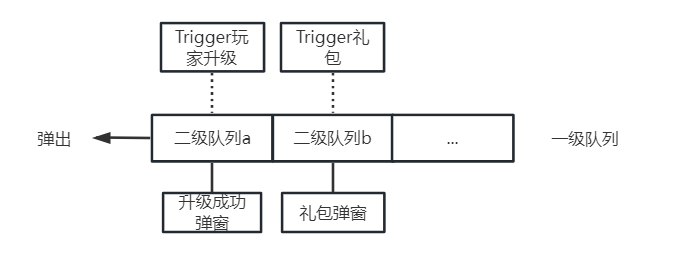 Trigger玩
家升级
Trigger礼
包
弹出
二级队列a
二级队列b
...
一级队列
升级成功
弹窗
礼包弹窗